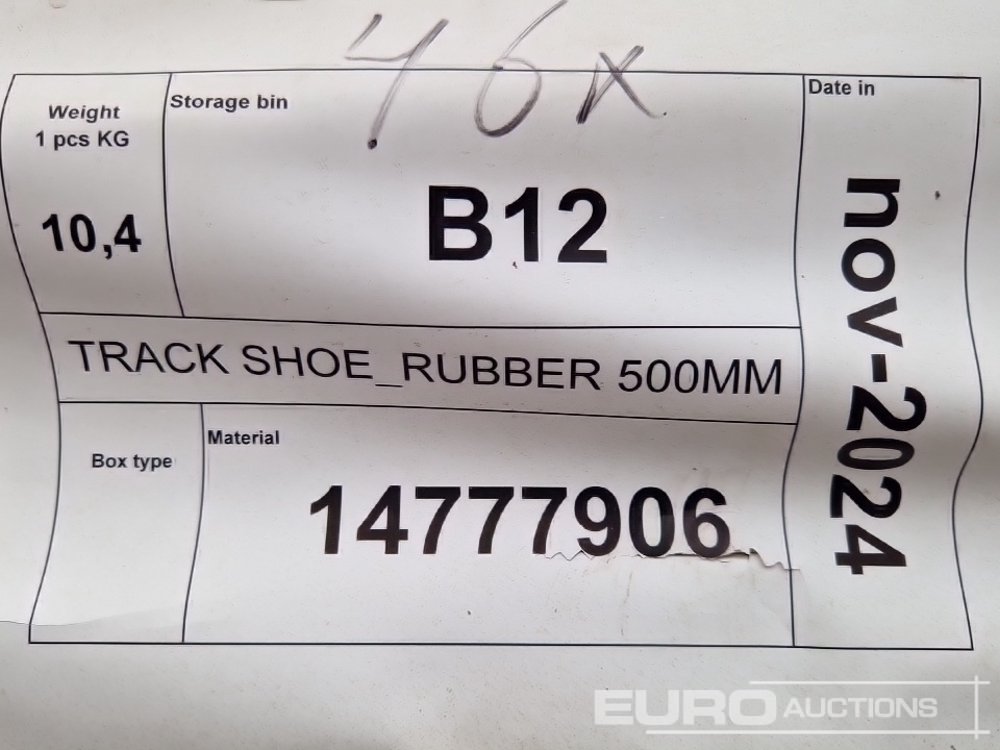 46x
Weight
1 pcs KG
10,4
Storage bin
B12
Date in
nov-2024
TRACK SHOE_RUBBER 500MM
Box type
Material
14777906
EURO AUCTIONS